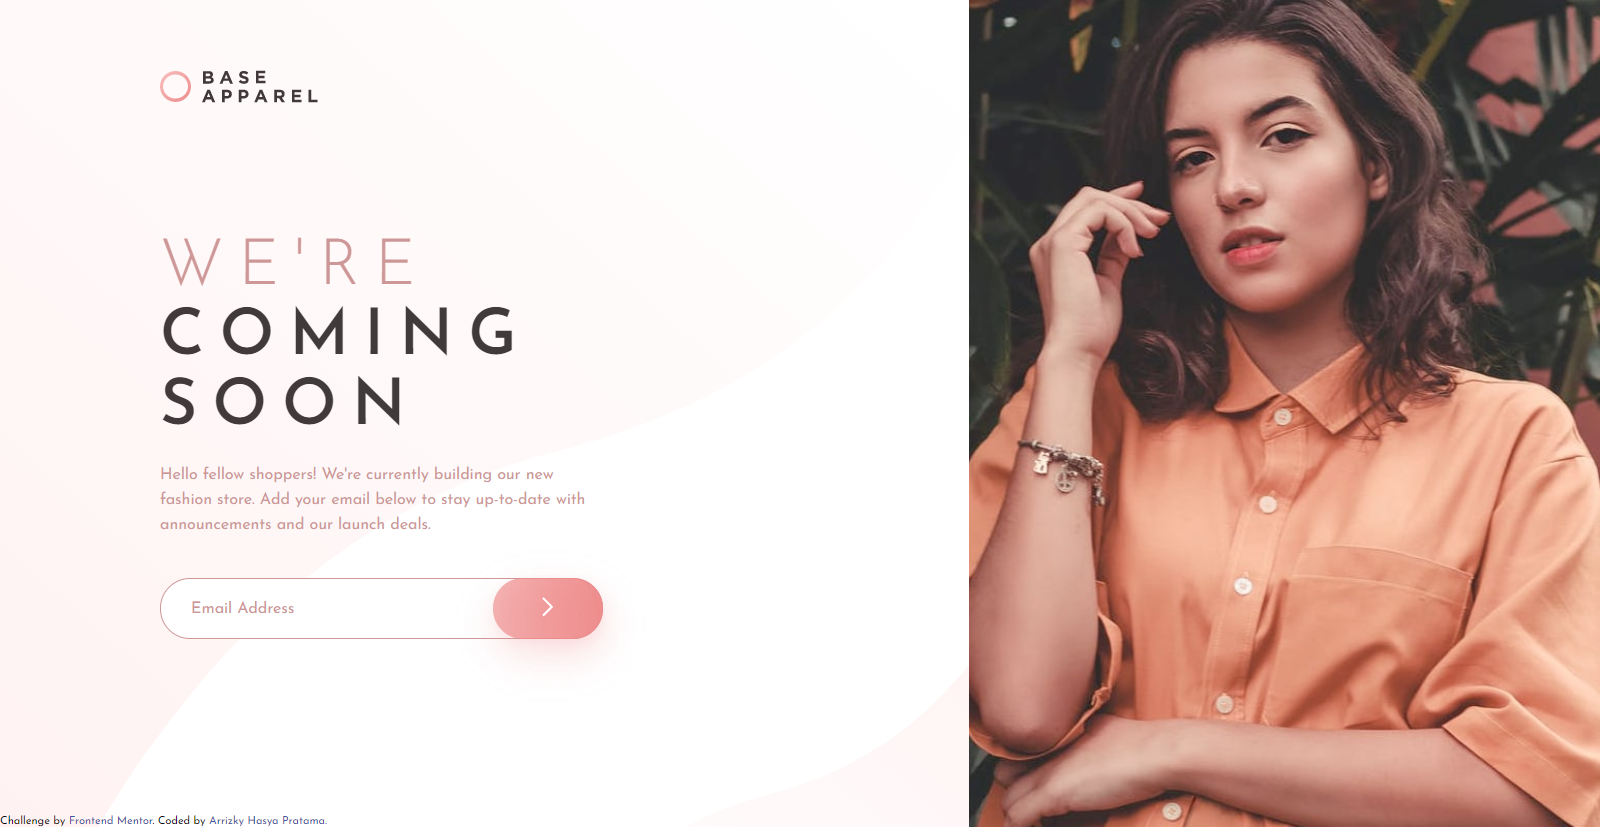 BASE
APPAREL
WE'RE
COMING
SOON
Hello fellow shoppers! We're currently building our new
fashion store. Add your email below to stay up-to-date with
announcements and our launch deals.
Email Address
Challenge by Frontend Mentor. Coded by Arrizky Hasya Pratama.